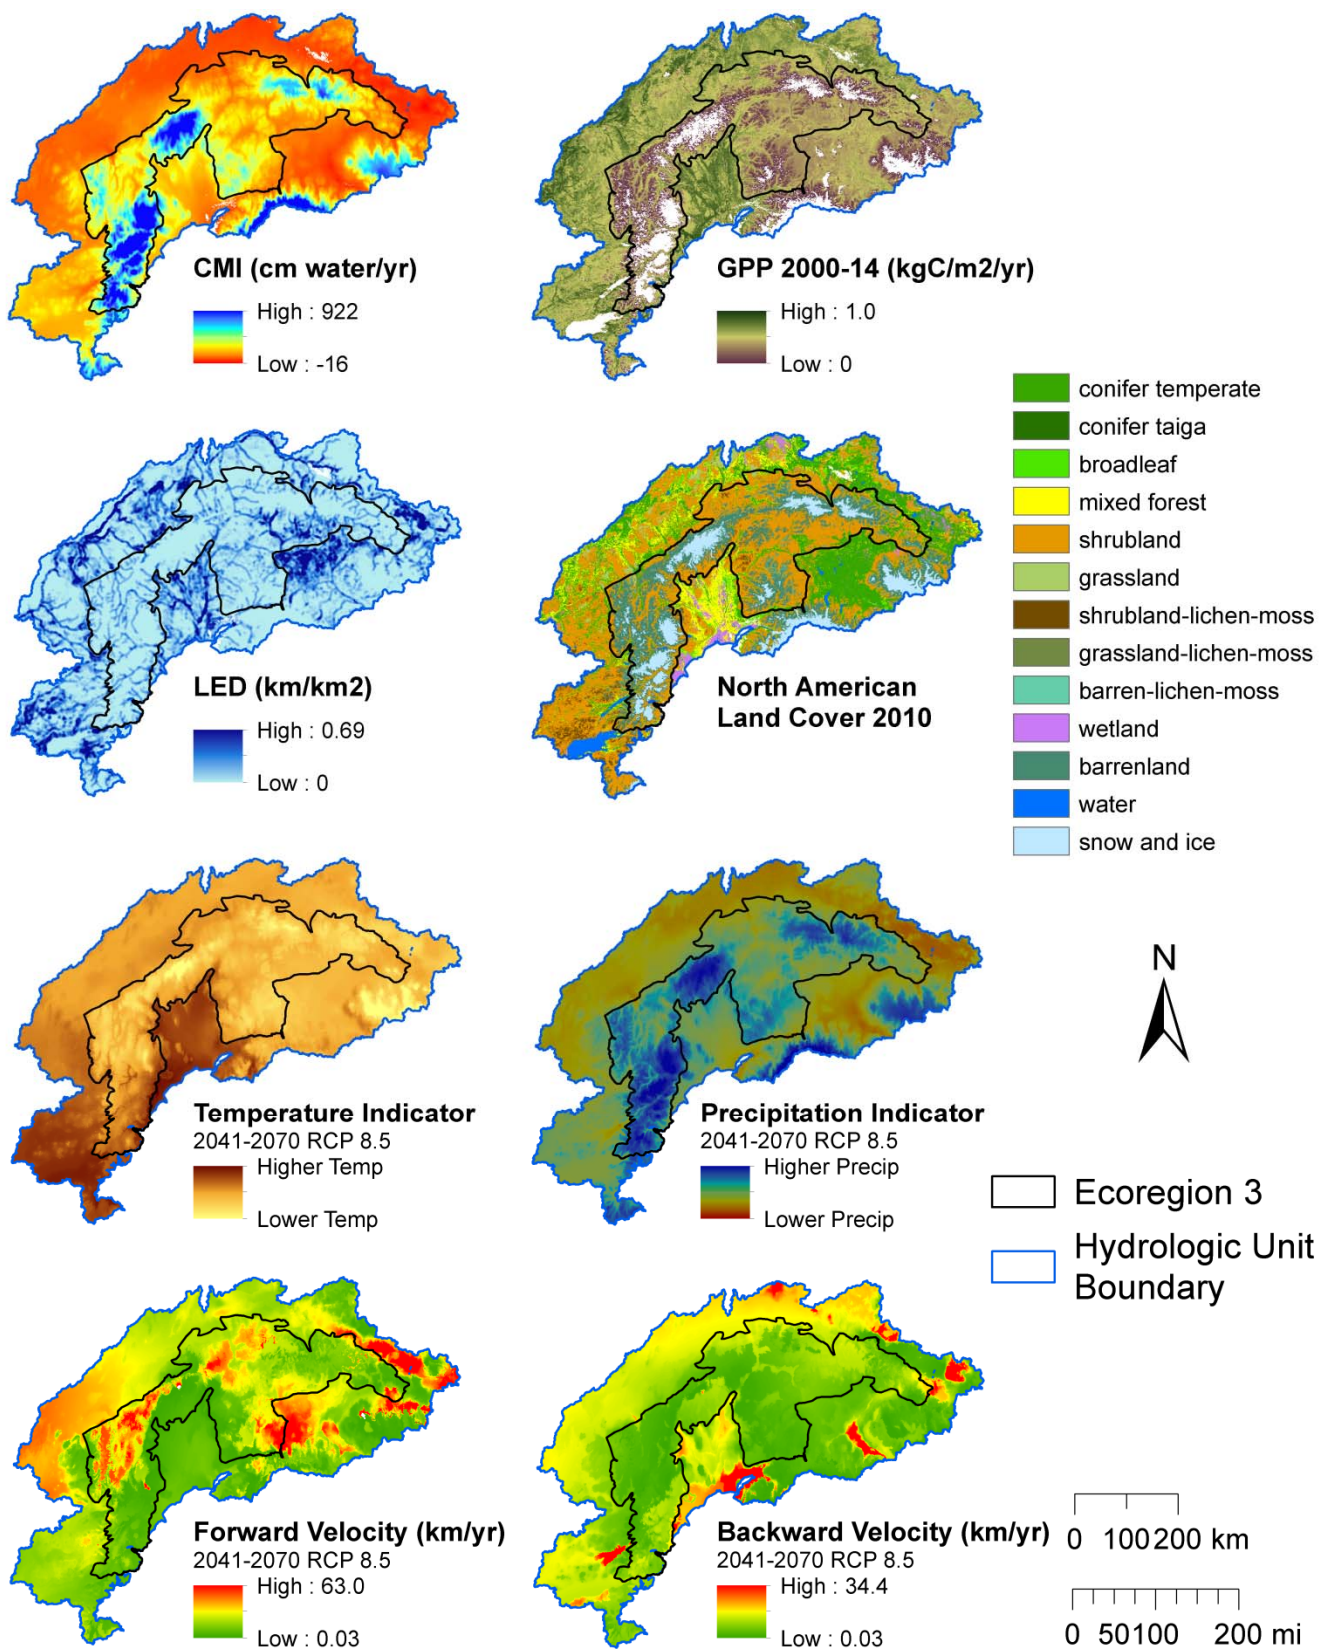 CMI (cm water/yr)
High : 922
Low : -16
GPP 2000-14 (kgC/m2/yr)
High : 1.0
Low : 0
conifer temperate
conifer taiga
broadleaf
mixed forest
shrubland
grassland
shrubland-lichen-moss
grassland-lichen-moss
barren-lichen-moss
wetland
barrenland
water
snow and ice
LED (km/km2)
High : 0.69
Low : 0
North American
Land Cover 2010
N
Temperature Indicator
2041-2070 RCP 8.5
Higher Temp
Lower Temp
Precipitation Indicator
2041-2070 RCP 8.5
Higher Precip
Lower Precip
Ecoregion 3
Hydrologic Unit
Boundary
Forward Velocity (km/yr)
2041-2070 RCP 8.5
High : 63.0
Low : 0.03
Backward Velocity (km/yr)
2041-2070 RCP 8.5
High : 34.4
Low : 0.03
0 100 200 km
0 50 100 200 mi